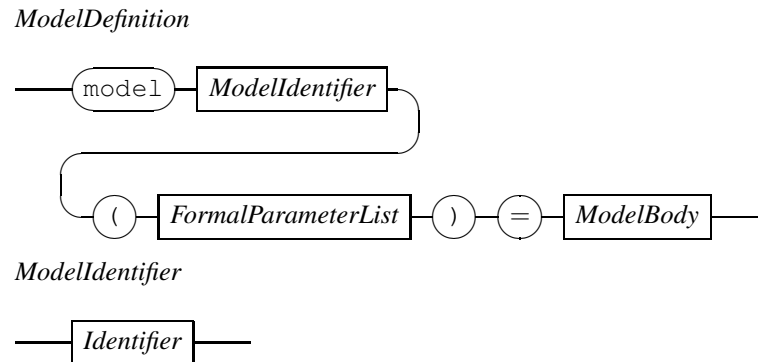 ModelDefinition
model ModelIdentifier
( FormalParameterList ) = ModelBody
ModelIdentifier
Identifier